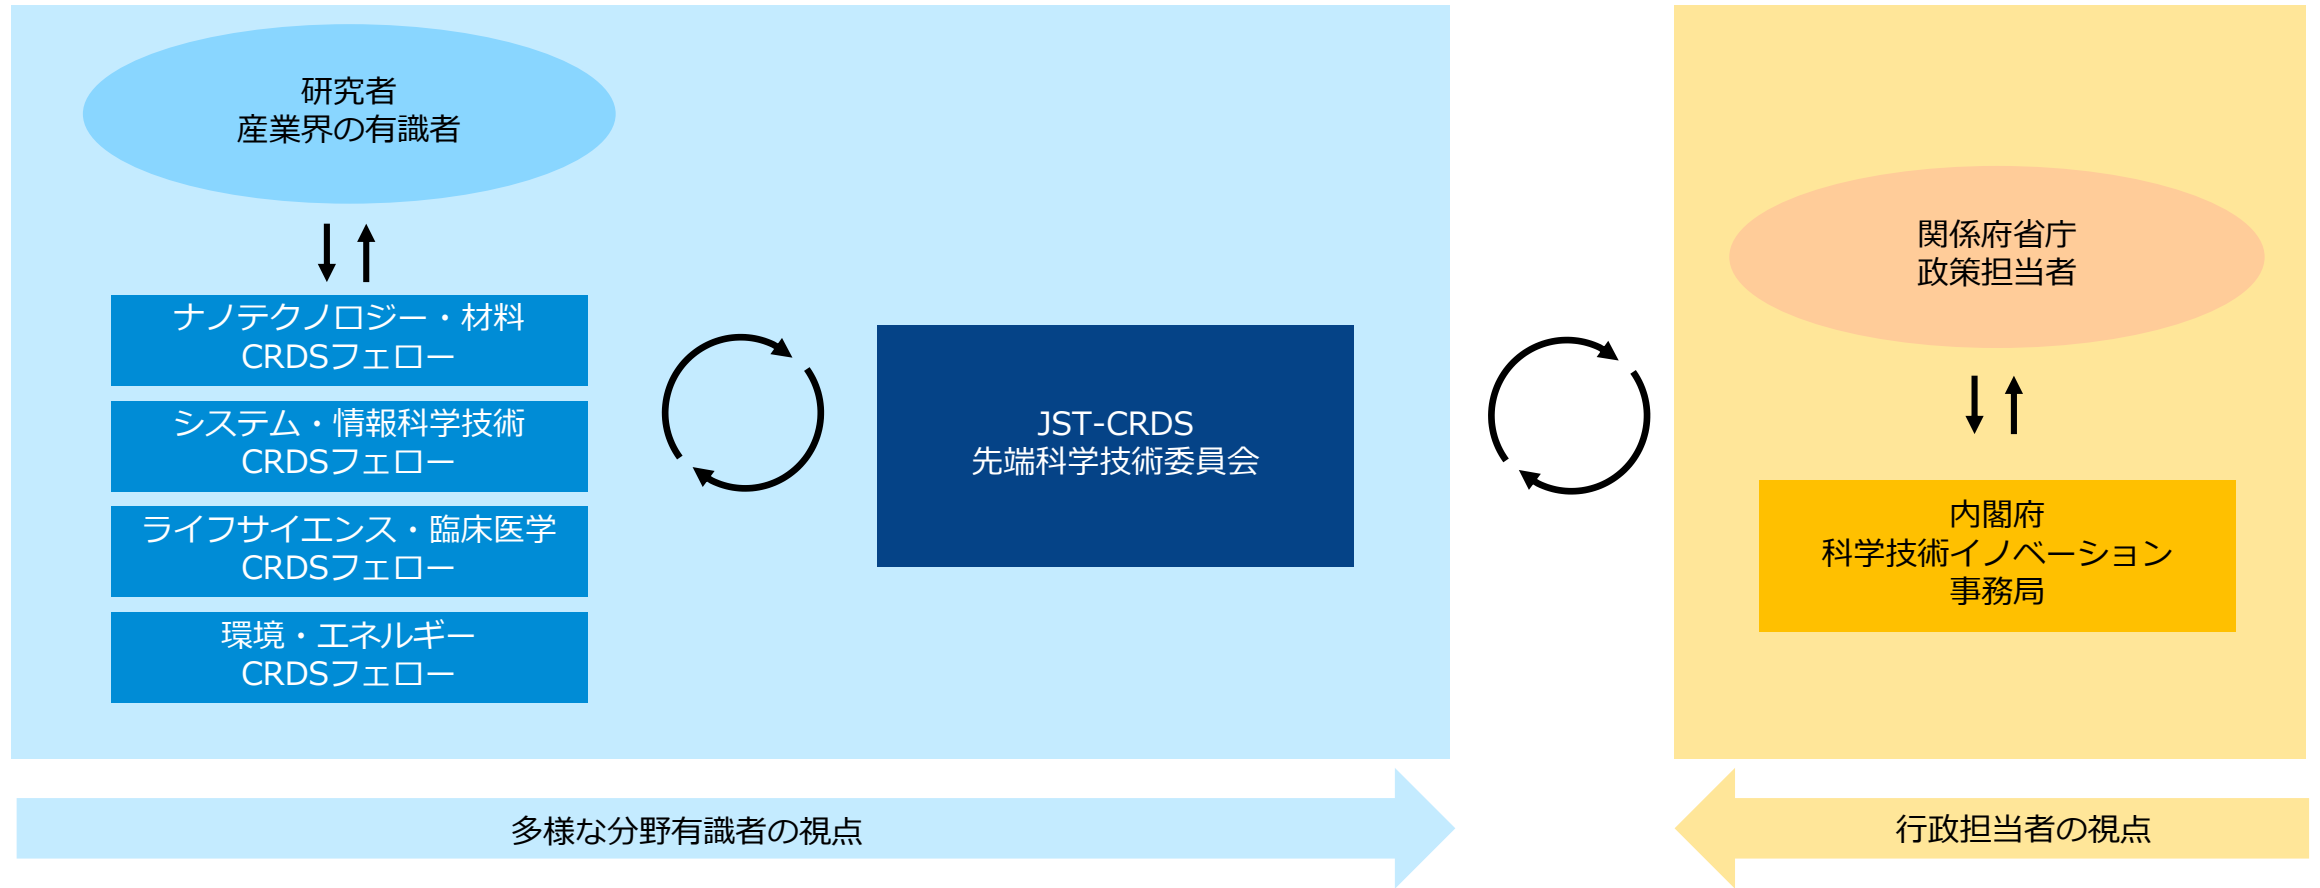 研究者
産業界の有識者
ナノテクノロジー・材料
CRDSフェロー
システム・情報科学技術
CRDSフェロー
ライフサイエンス・臨床医学
CRDSフェロー
環境・エネルギー
CRDSフェロー
JST-CRDS
先端科学技術委員会
関係府省庁
政策担当者
内閣府
科学技術イノベーション
事務局
多様な分野有識者の視点
行政担当者の視点